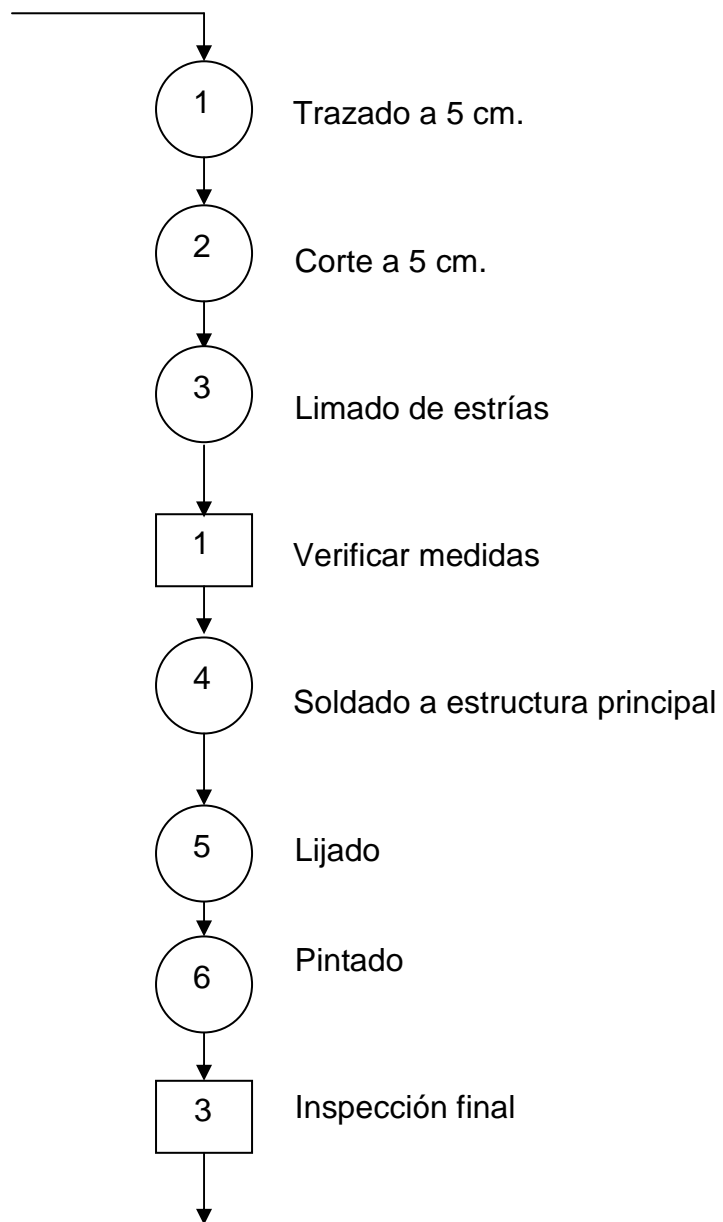 1 Trazado a 5 cm.
2 Corte a 5 cm.
3 Limado de estrías
1 Verificar medidas
4 Soldado a estructura principal
5 Lijado
6 Pintado
3 Inspección final